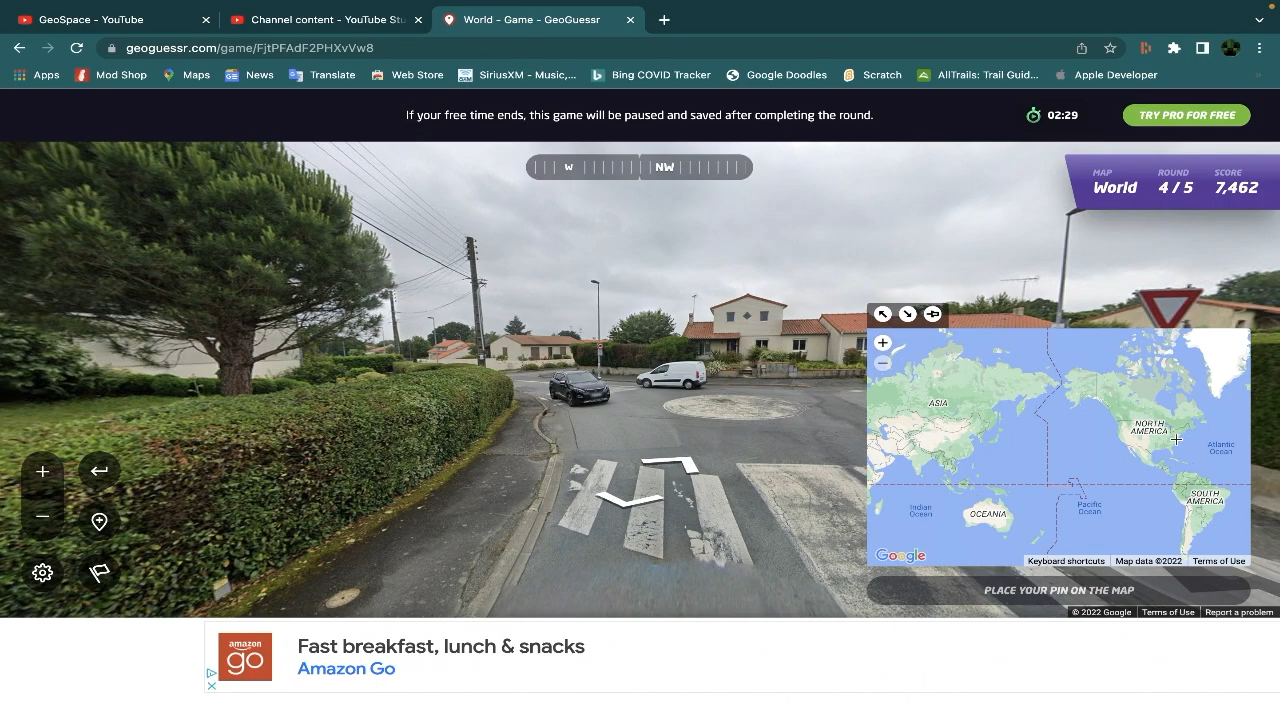 GeoSpace - YouTube
Channel content - YouTube Stu
World - Game - GeoGuessr
geoguessr.com/game/FjtPFAdF2PHXvVw8
Apps
Mod Shop
Maps
News
Translate
Web Store
SiriusXM - Music,...
Bing COVID Tracker
Google Doodles
Scratch
AllTrails: Trail Guid...
Apple Developer
If your free time ends, this game will be paused and saved after completing the round.
02:29
TRY PRO FOR FREE
W
NW
MAP
ROUND
SCORE
World
4 / 5
7,462
ASIA
NORTH
AMERICA
Atlantic
Ocean
Indian
Ocean
OCEANIA
Pacific
Ocean
SOUTH
AMERICA
Google
Keyboard shortcuts
Map data ©2022
Terms of Use
PLACE YOUR PIN ON THE MAP
© 2022 Google
Terms of Use
Report a problem
amazon
go
Fast breakfast, lunch & snacks
Amazon Go